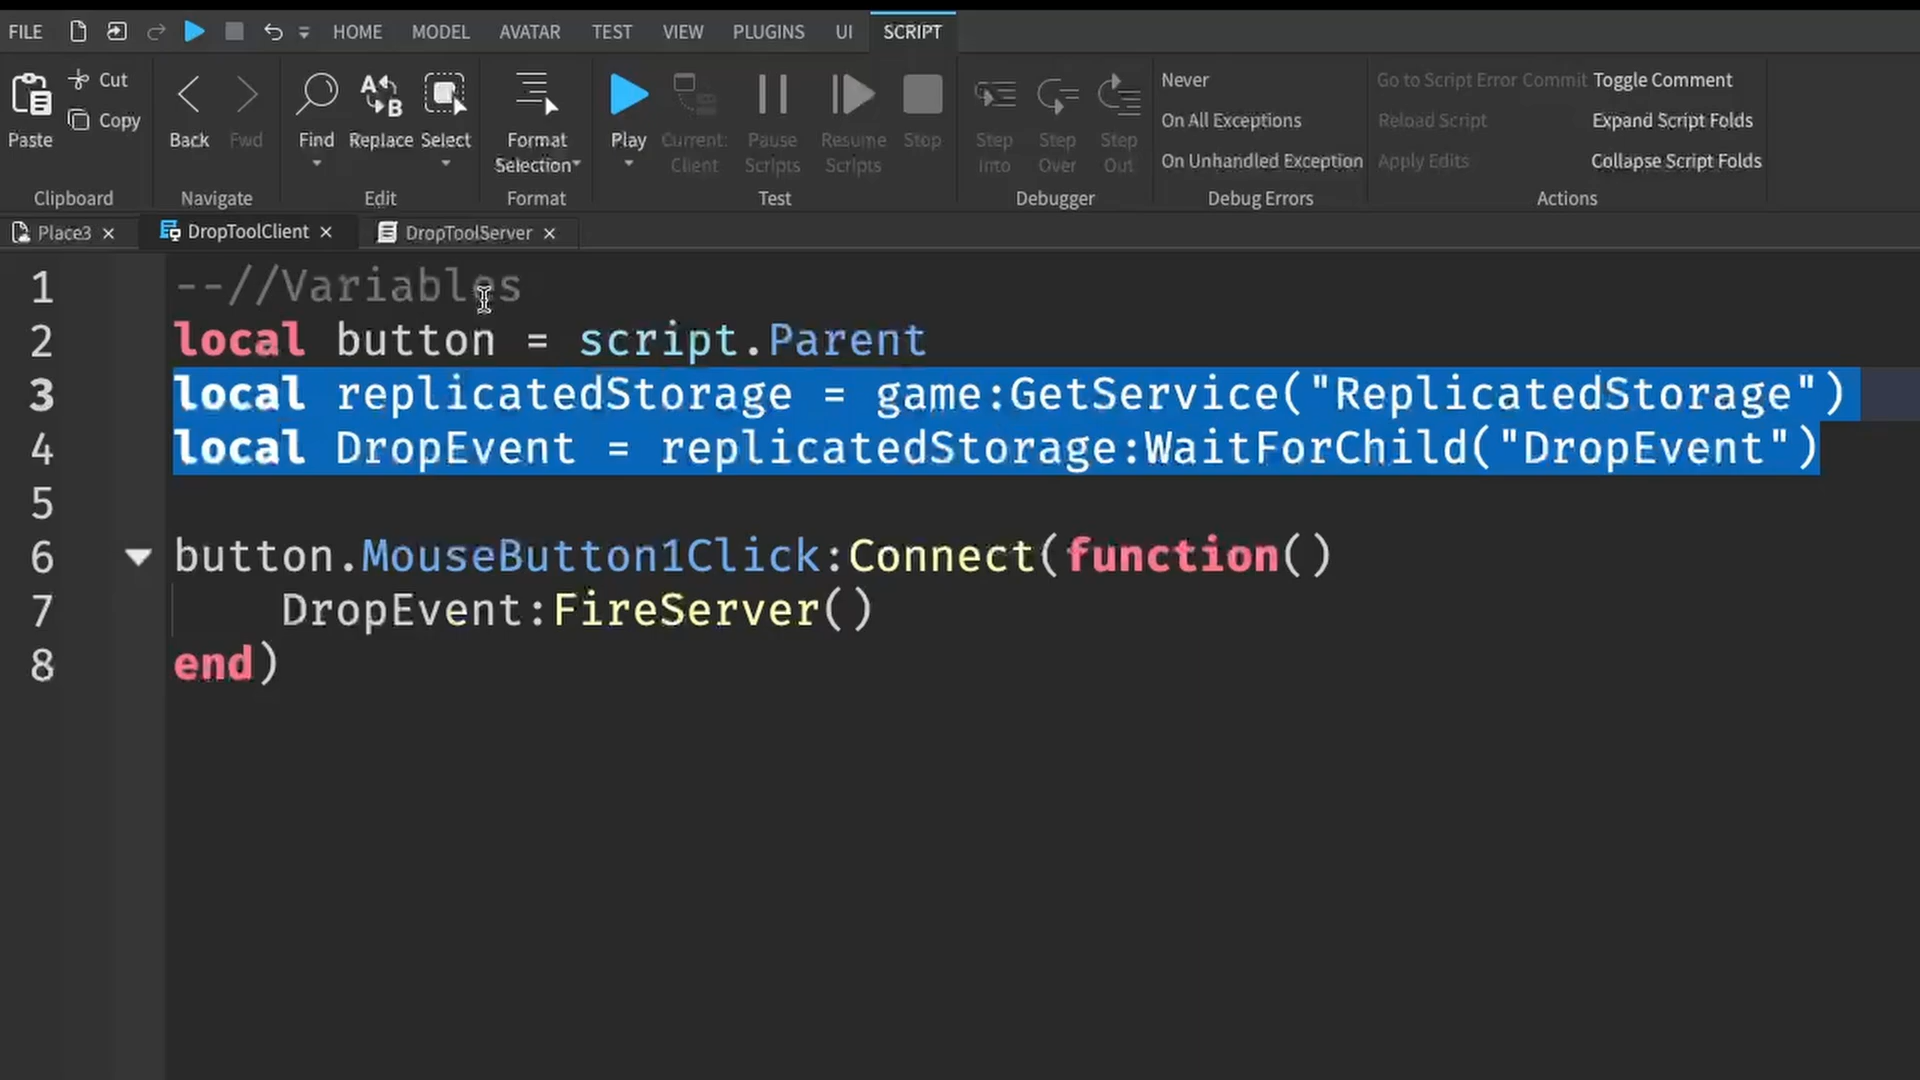 FILE HOME MODEL AVATAR TEST VIEW PLUGINS UI SCRIPT
Paste
Cut
Copy
Clipboard
Back
Fwd
Navigate
Find
Replace
Select
Edit
Format
Selection
Format
Play
Current:
Client
Pause
Scripts
Resume
Scripts
Stop
Test
Step
Into
Step
Over
Step
Out
Debugger
Never
On All Exceptions
On Unhandled Exception
Debug Errors
Go to Script Error Commit
Reload Script
Apply Edits
Toggle Comment
Expand Script Folds
Collapse Script Folds
Actions
Place3 × DropToolClient × DropToolServer ×
1 --//Variables
2 local button = script.Parent
3 local replicatedStorage = game:GetService("ReplicatedStorage")
4 local DropEvent = replicatedStorage:WaitForChild("DropEvent")
5
6 button.MouseButton1Click:Connect(function()
7 DropEvent:FireServer()
8 end)